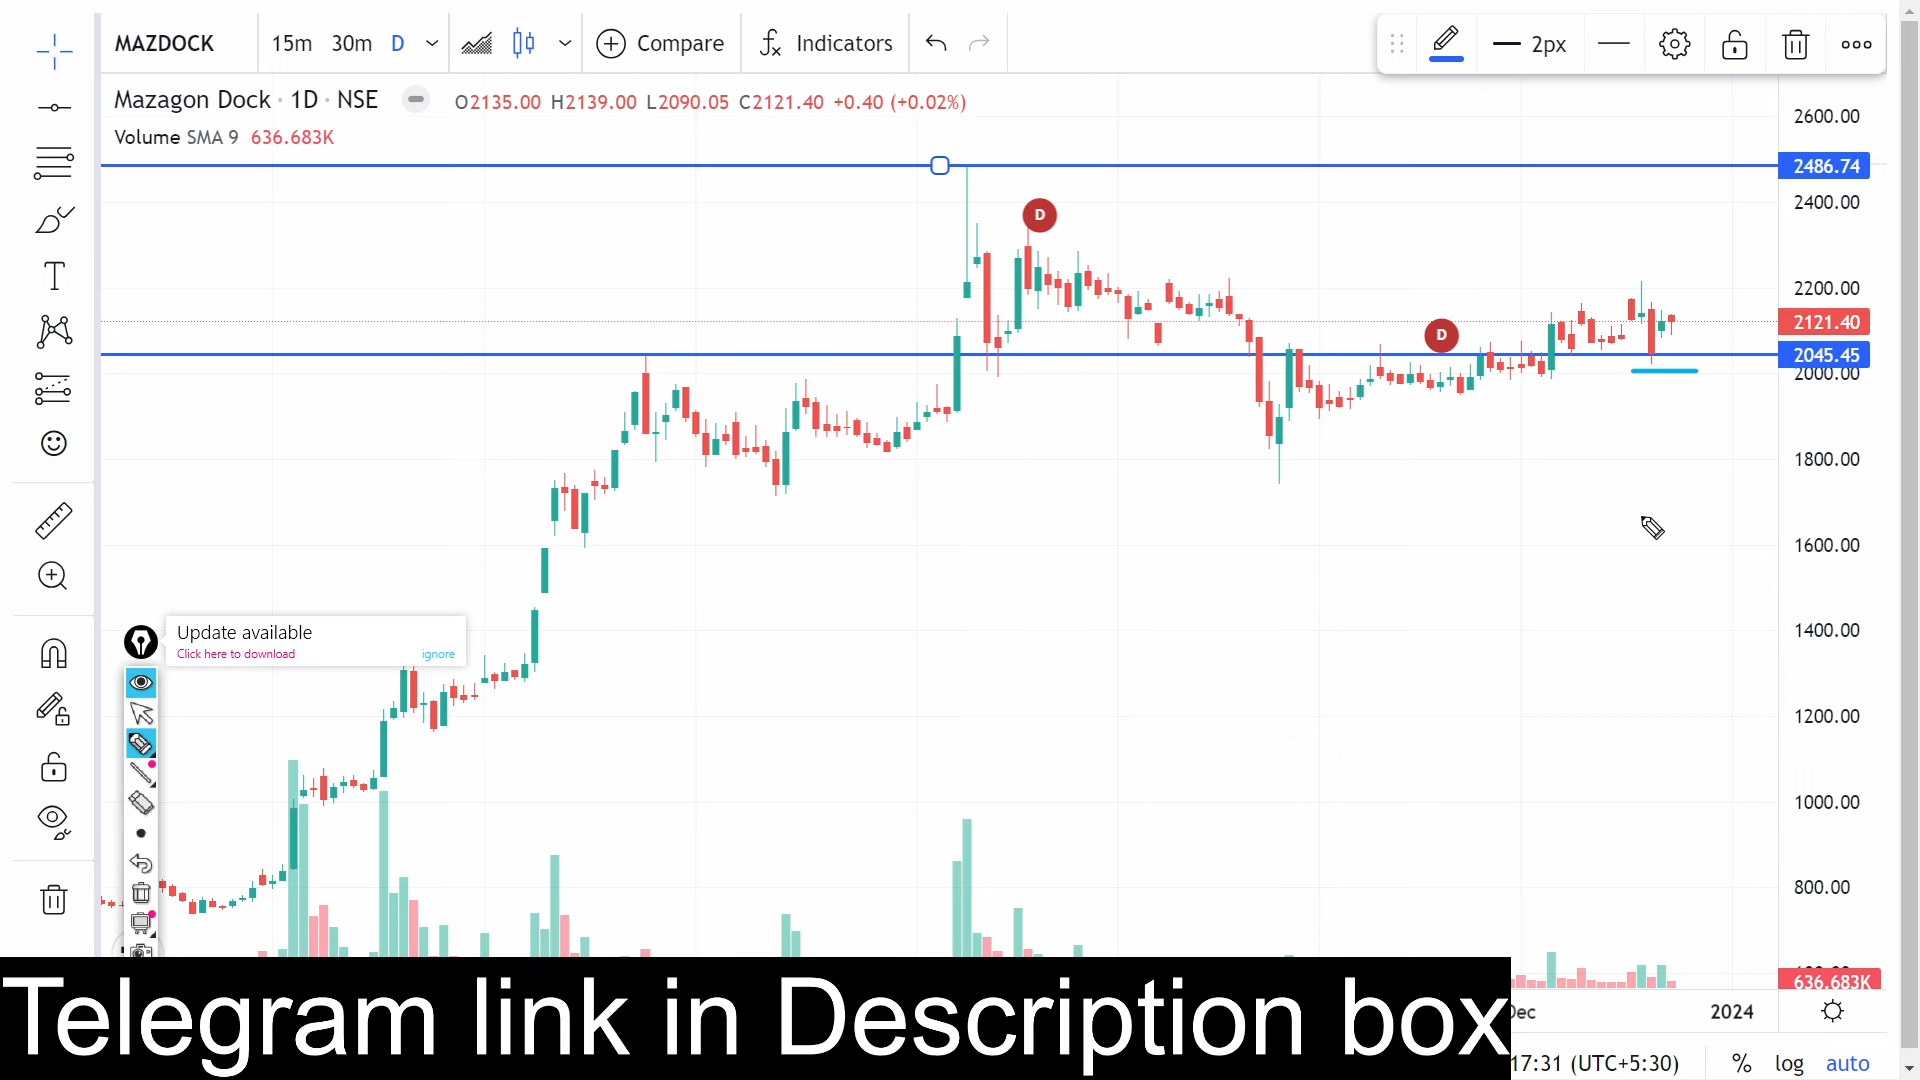 MAZDOCK 15m 30m D Compare Indicators 2px
Mazagon Dock · 1D · NSE O2135.00 H2139.00 L2090.05 C2121.40 +0.40 (+0.02%)
Volume SMA 9 636.683K
2600.00
2486.74
2400.00
D
2200.00
2121.40
D
2045.45
2000.00
1800.00
1600.00
1400.00
Update available
Click here to download ignore
1200.00
1000.00
800.00
636.683K
Telegram link in Description box
Dec 2024
17:31 (UTC+5:30) % log auto